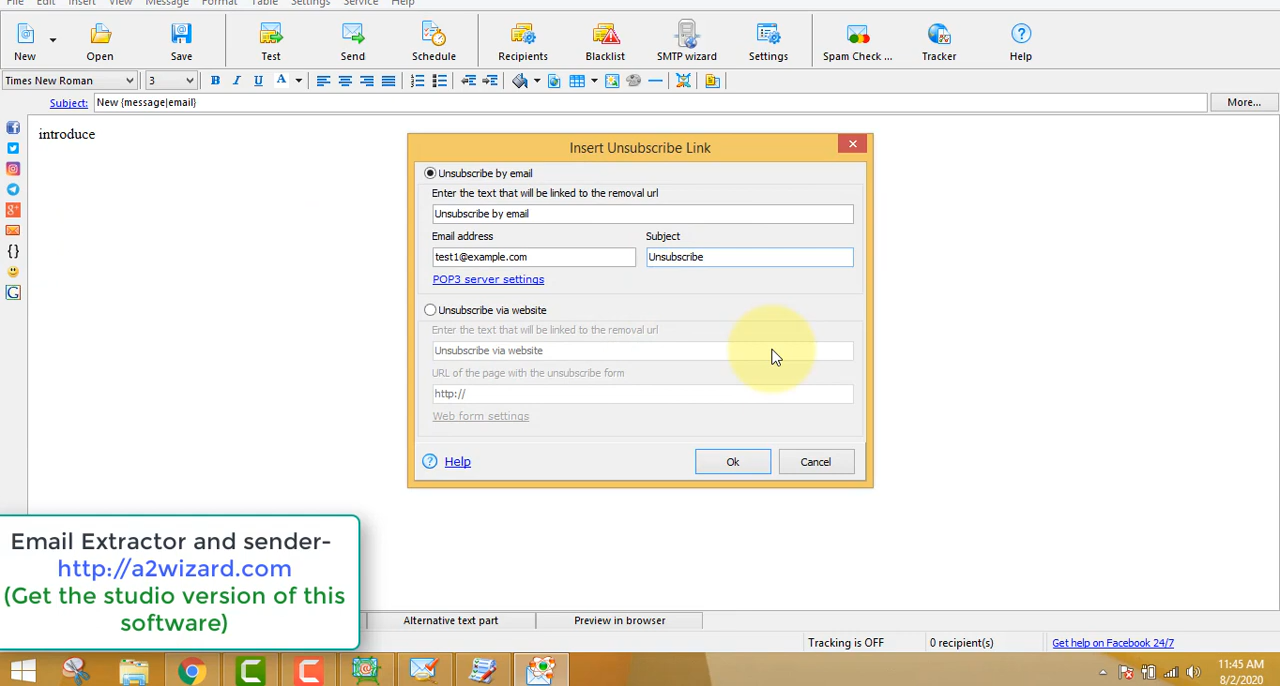 File Edit Insert View Message Format Table Settings Service Help
New Open Save Test Send Schedule Recipients Blacklist SMTP wizard Settings Spam Check ... Tracker Help
Times New Roman 3 B I U A
Subject: New {message|email} More...
introduce
Insert Unsubscribe Link
Unsubscribe by email
Enter the text that will be linked to the removal url
Unsubscribe by email
Email address Subject
test1@example.com Unsubscribe
POP3 server settings
Unsubscribe via website
Enter the text that will be linked to the removal url
Unsubscribe via website
URL of the page with the unsubscribe form
http://
Web form settings
Help Ok Cancel
Email Extractor and sender-
http://a2wizard.com
(Get the studio version of this
software)
Alternative text part Preview in browser
Tracking is OFF 0 recipient(s) Get help on Facebook 24/7
11:45 AM
8/2/2020